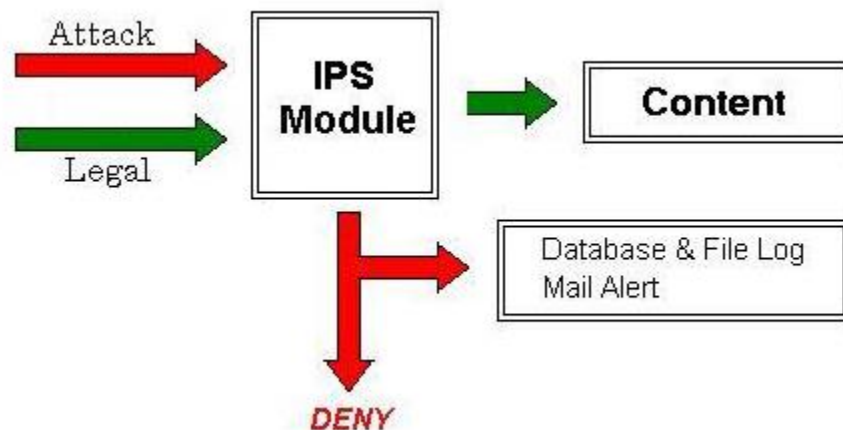 Attack
Legal
IPS
Module
Content
Database & File Log
Mail Alert
DENY